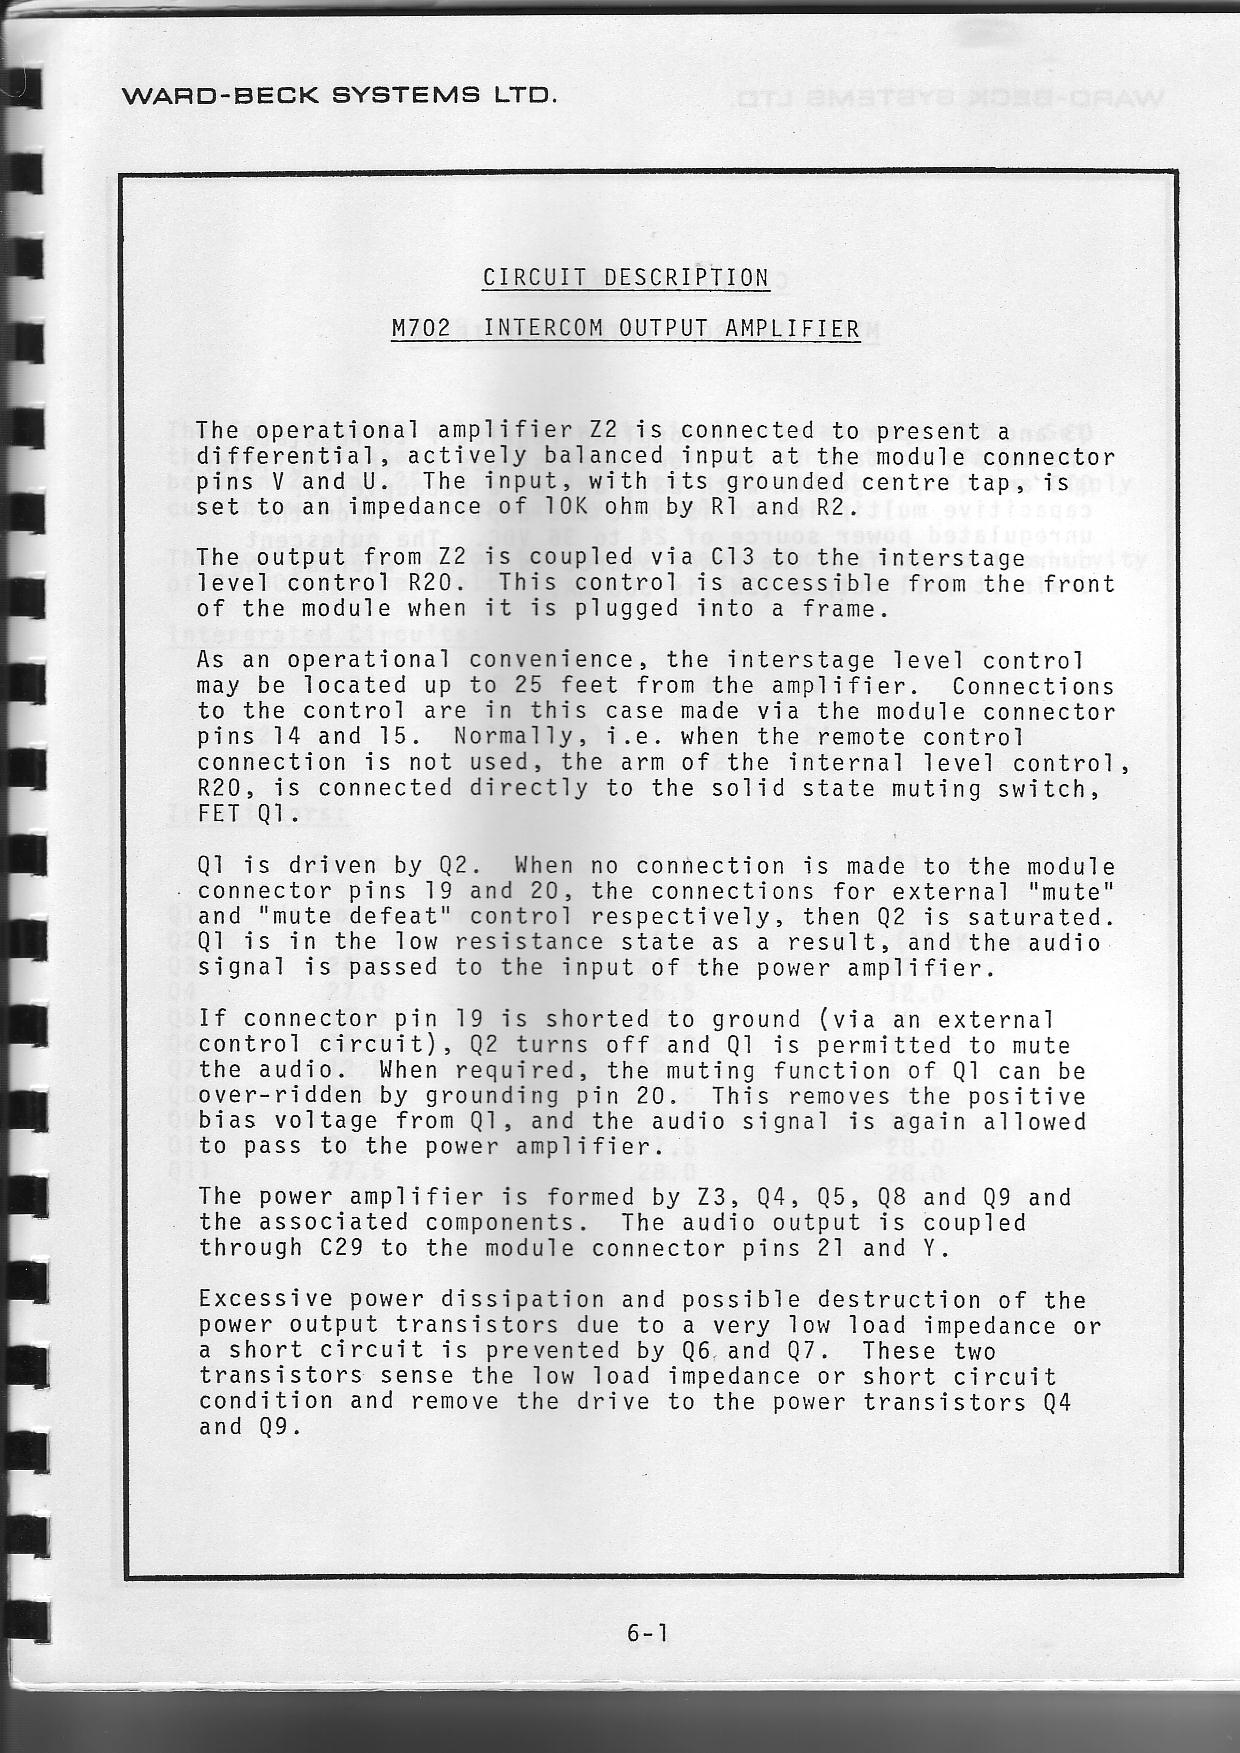 WARD-BECK SYSTEMS LTD.
CIRCUIT DESCRIPTION
M702 INTERCOM OUTPUT AMPLIFIER
The operational amplifier Z2 is connected to present a
differential, actively balanced input at the module connector
pins V and U. The input, with its grounded centre tap, is
set to an impedance of 10K ohm by R1 and R2.
The output from Z2 is coupled via C13 to the interstage
level control R20. This control is accessible from the front
of the module when it is plugged into a frame.
As an operational convenience, the interstage level control
may be located up to 25 feet from the amplifier. Connections
to the control are in this case made via the module connector
pins 14 and 15. Normally, i.e. when the remote control
connection is not used, the arm of the internal level control,
R20, is connected directly to the solid state muting switch,
FET Q1.
Q1 is driven by Q2. When no connection is made to the module
connector pins 19 and 20, the connections for external "mute"
and "mute defeat" control respectively, then Q2 is saturated.
Q1 is in the low resistance state as a result, and the audio
signal is passed to the input of the power amplifier.
If connector pin 19 is shorted to ground (via an external
control circuit), Q2 turns off and Q1 is permitted to mute
the audio. When required, the muting function of Q1 can be
over-ridden by grounding pin 20. This removes the positive
bias voltage from Q1, and the audio signal is again allowed
to pass to the power amplifier.
The power amplifier is formed by Z3, Q4, Q5, Q8 and Q9 and
the associated components. The audio output is coupled
through C29 to the module connector pins 21 and Y.
Excessive power dissipation and possible destruction of the
power output transistors due to a very low load impedance or
a short circuit is prevented by Q6 and Q7. These two
transistors sense the low load impedance or short circuit
condition and remove the drive to the power transistors Q4
and Q9.
6-1